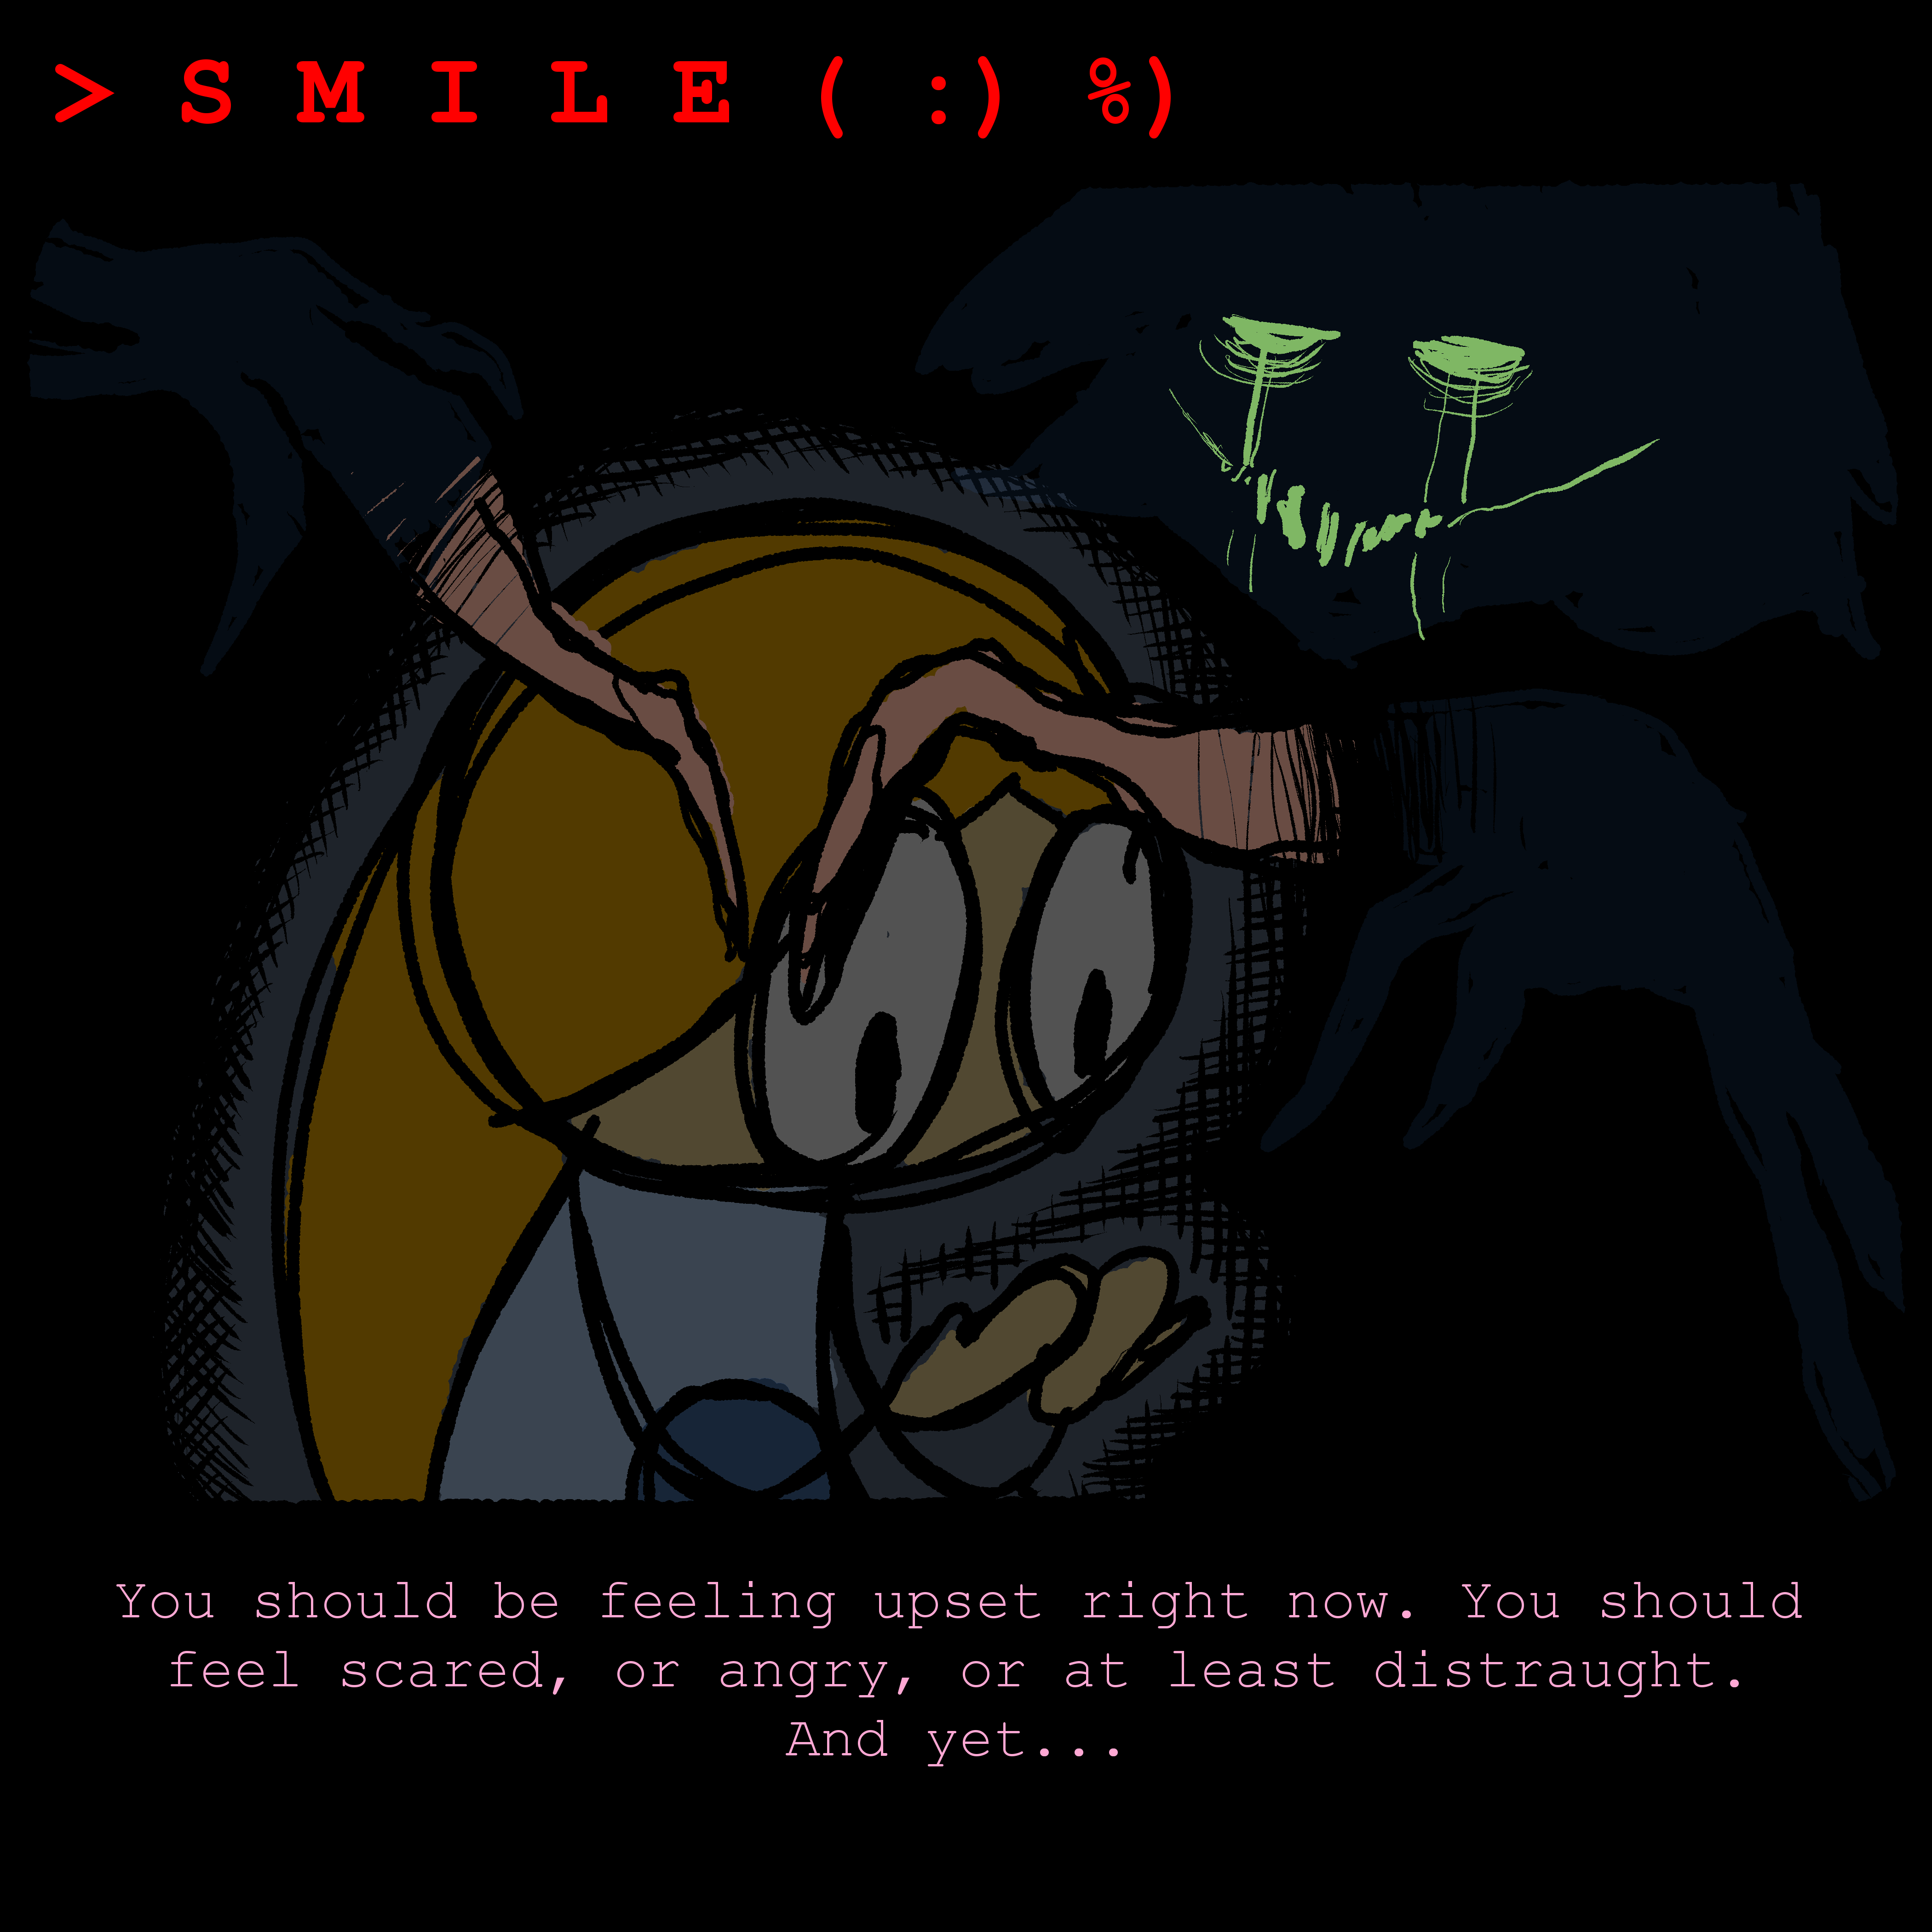 > S M I L E ( :) %)
You should be feeling upset right now. You should
feel scared, or angry, or at least distraught.
And yet...